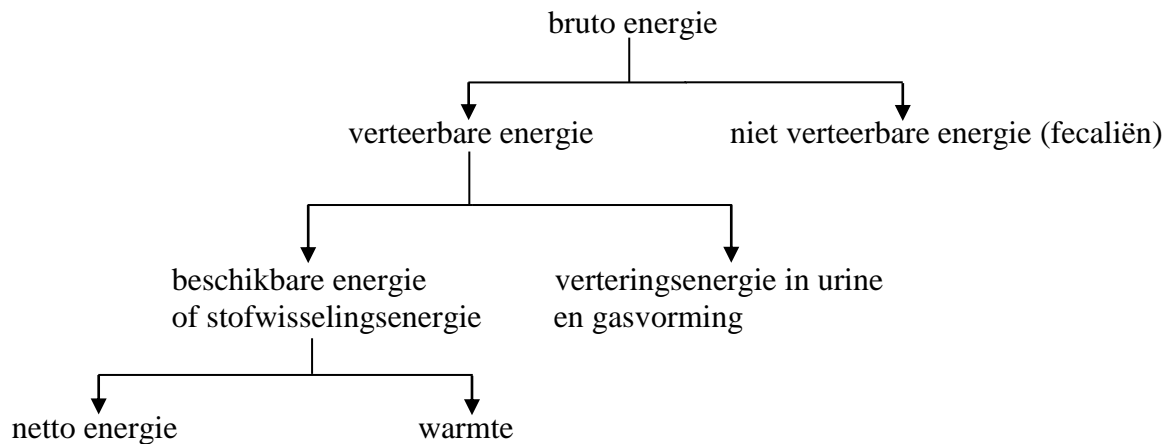 bruto energie
verteerbare energie
niet verteerbare energie (fecaliën)
beschikbare energie
of stofwisselingsenergie
verteringsenergie in urine
en gasvorming
netto energie
warmte